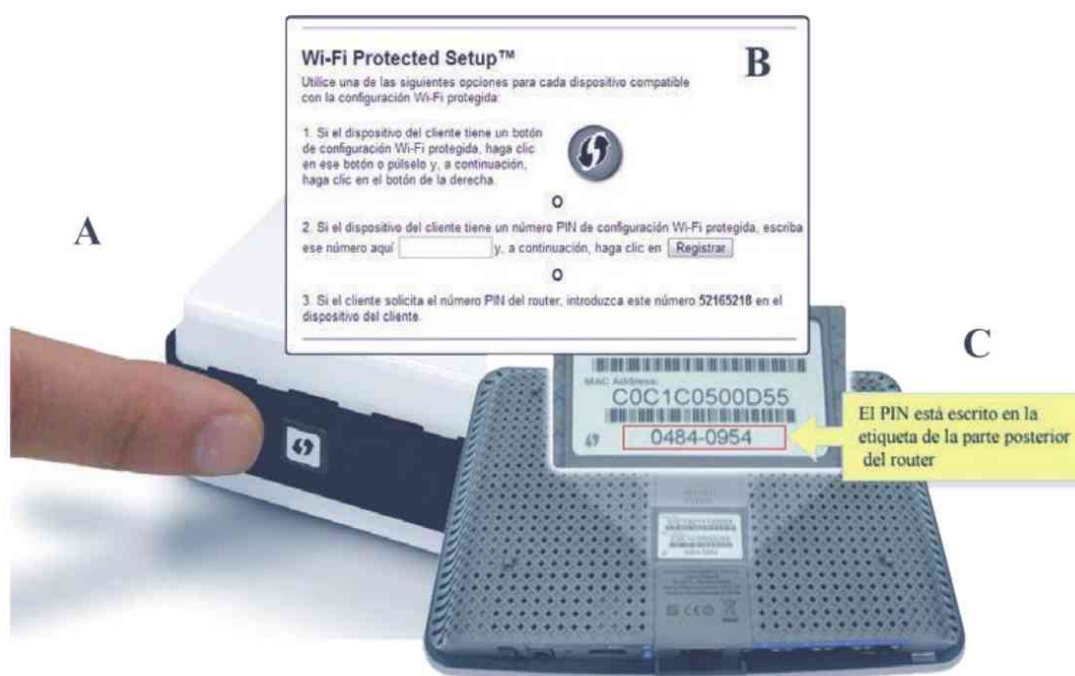 Wi-Fi Protected Setup™
B
Utilice una de las siguientes opciones para cada dispositivo compatible
con la configuración Wi-Fi protegida:
1. Si el dispositivo del cliente tiene un botón
de configuración Wi-Fi protegida, haga clic
en ese botón o púlselo y, a continuación,
haga clic en el botón de la derecha.
O
2. Si el dispositivo del cliente tiene un número PIN de configuración Wi-Fi protegida, escriba
ese número aquí y, a continuación, haga clic en Registrar
O
3. Si el cliente solicita el número PIN del router, introduzca este número 52165218 en el
dispositivo del cliente.
A
C
MAC Address:
C0C1C0500D55
0484-0954
El PIN está escrito en la
etiqueta de la parte posterior
del router